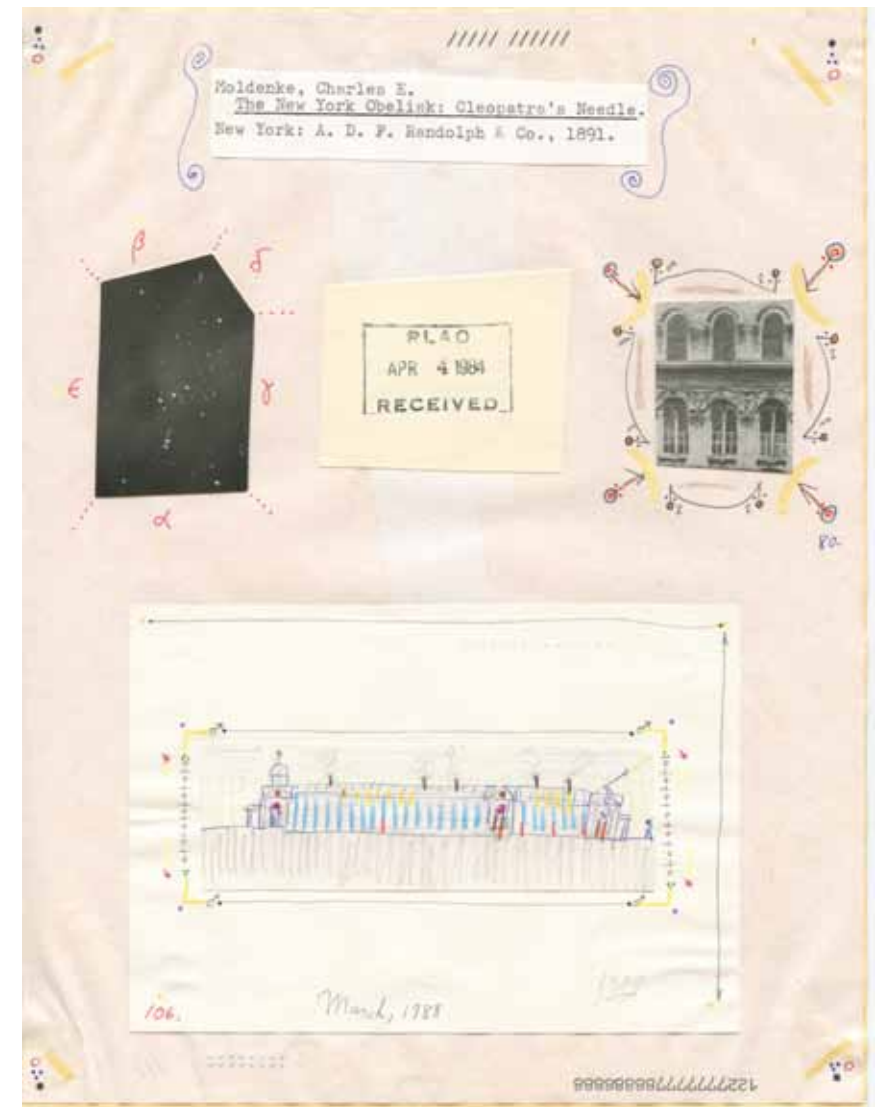 Moldenke, Charles E.
The New York Obelisk: Cleopatra's Needle.
New York: A. D. F. Randolph & Co., 1891.
β
δ
ε
γ
α
APR 4 1984
RECEIVED
80-
106.
March, 1988